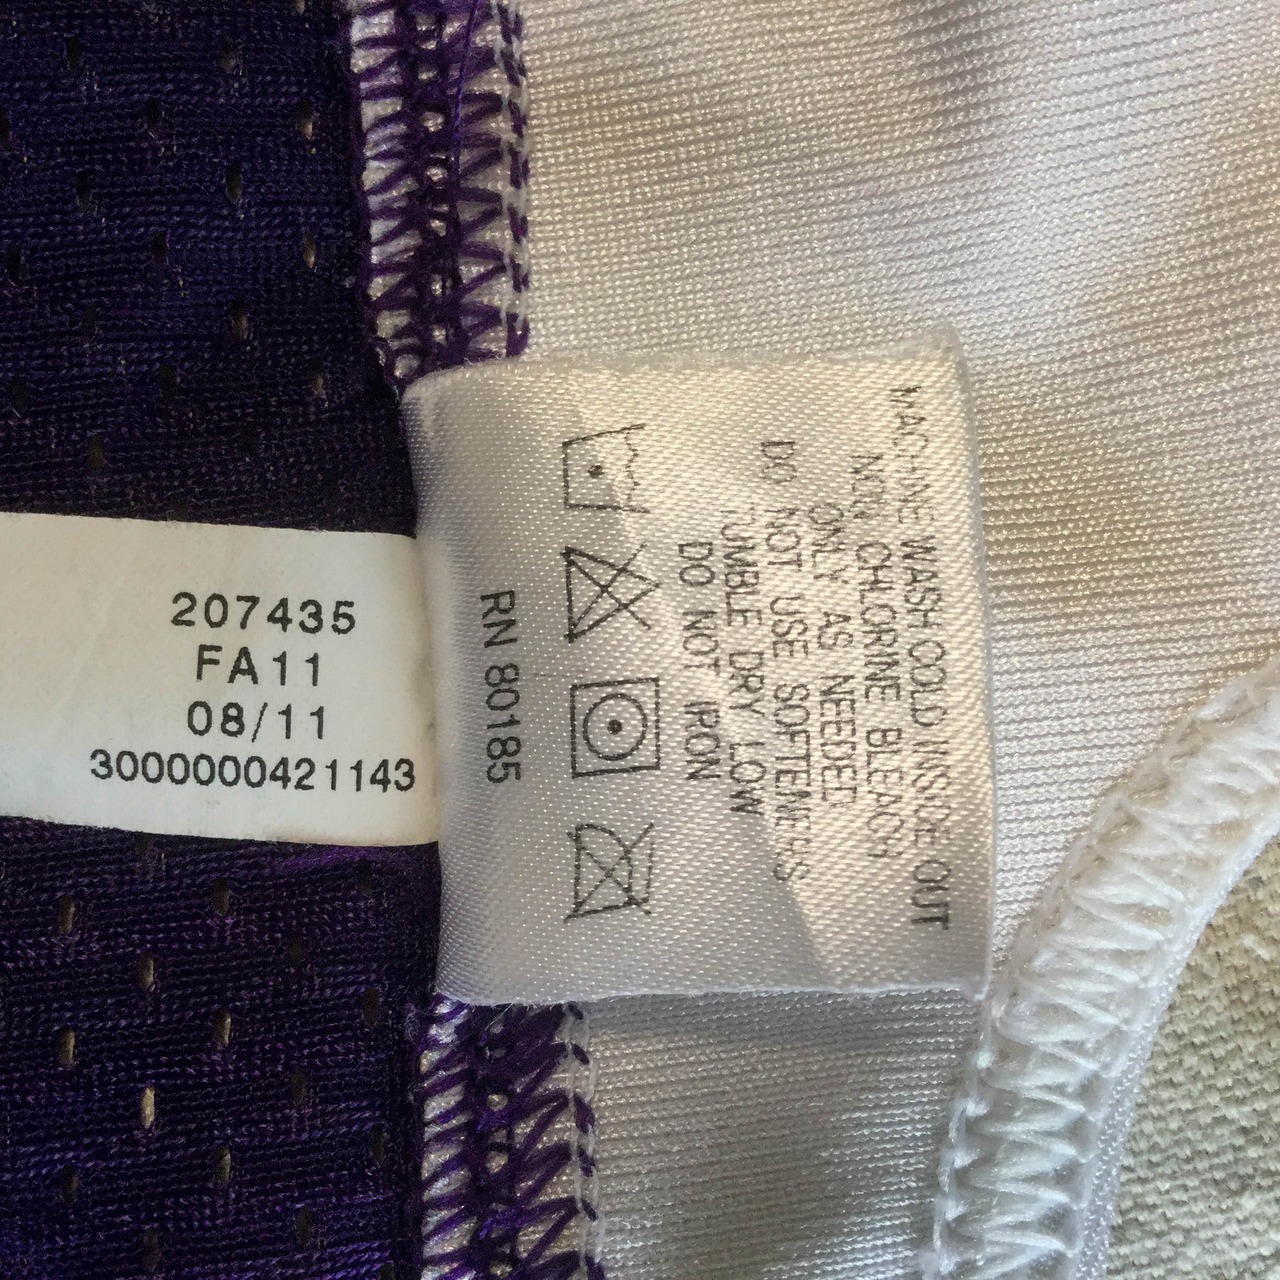 207435
FA11
08/11
3000000421143
MACHINE WASH COLD INSIDE OUT
NON CHLORINE BLEACH
ONLY AS NEEDED
DO NOT USE SOFTENERS
TUMBLE DRY LOW
DO NOT IRON
RN 80185